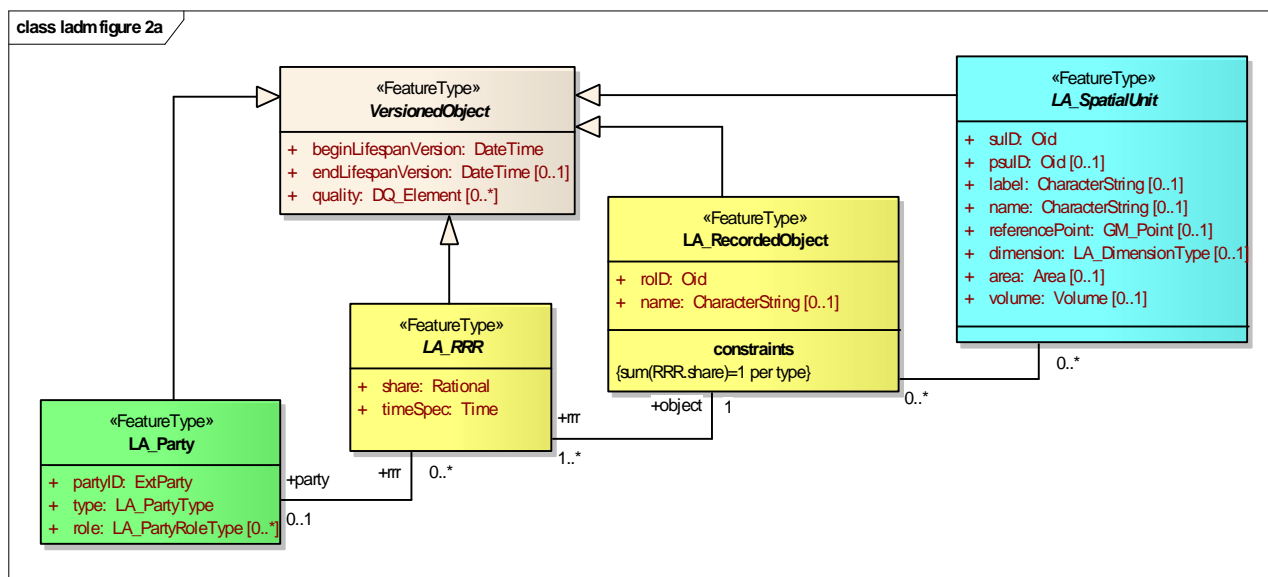 class ladm figure 2a
«FeatureType»
VersionedObject
+ beginLifespanVersion: DateTime
+ endLifespanVersion: DateTime [0..1]
+ quality: DQ_Element [0..*]
«FeatureType»
LA_SpatialUnit
+ suID: Oid
+ psuID: Oid [0..1]
+ label: CharacterString [0..1]
+ name: CharacterString [0..1]
+ referencePoint: GM_Point [0..1]
+ dimension: LA_DimensionType [0..1]
+ area: Area [0..1]
+ volume: Volume [0..1]
«FeatureType»
LA_RecordedObject
+ roID: Oid
+ name: CharacterString [0..1]
constraints
{sum(RRR.share)=1 per type}
«FeatureType»
LA_RRR
+ share: Rational
+ timeSpec: Time
«FeatureType»
LA_Party
+ partyID: ExtParty
+ type: LA_PartyType
+ role: LA_PartyRoleType [0..*]
+party
0..1
+rrr
0..*
+rrr
1..*
+object
1
0..*
0..*